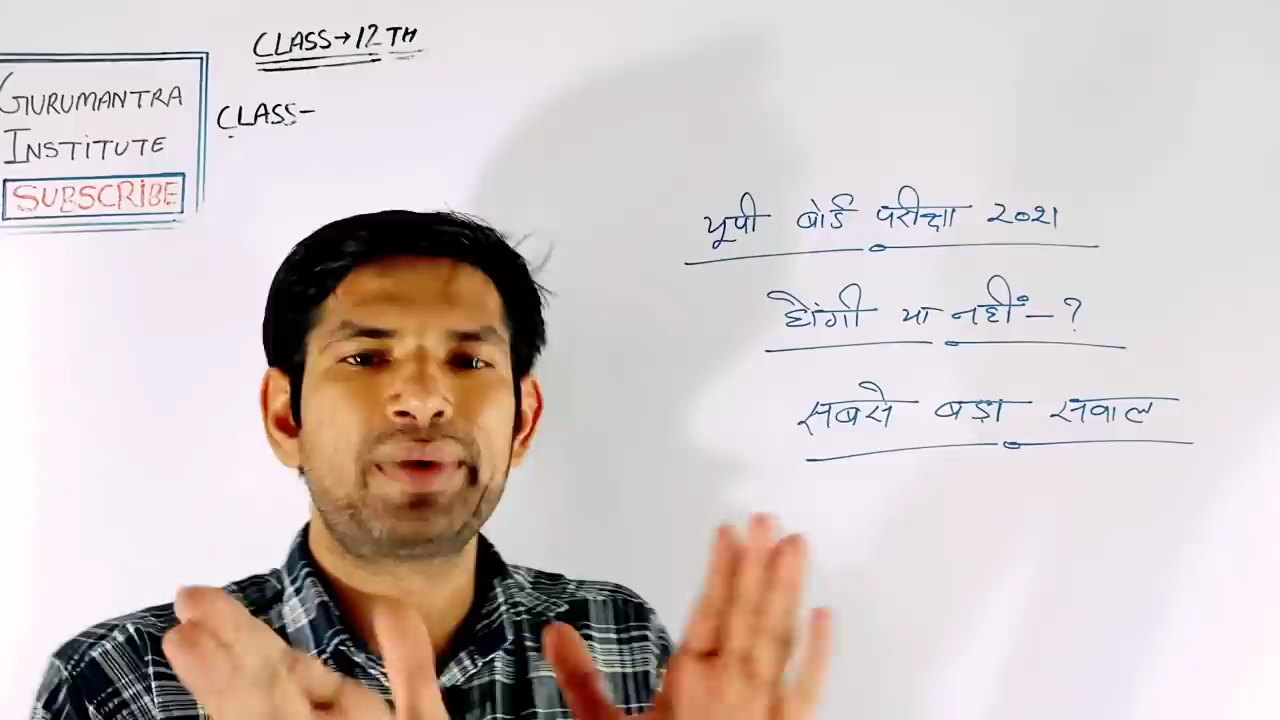 CLASS→12TH
GURUMANTRA
INSTITUTE
SUBSCRIBE
CLASS-
यूपी बोर्ड परीक्षा २०२१
होंगी या नहीं-?
सबसे बड़ा सवाल